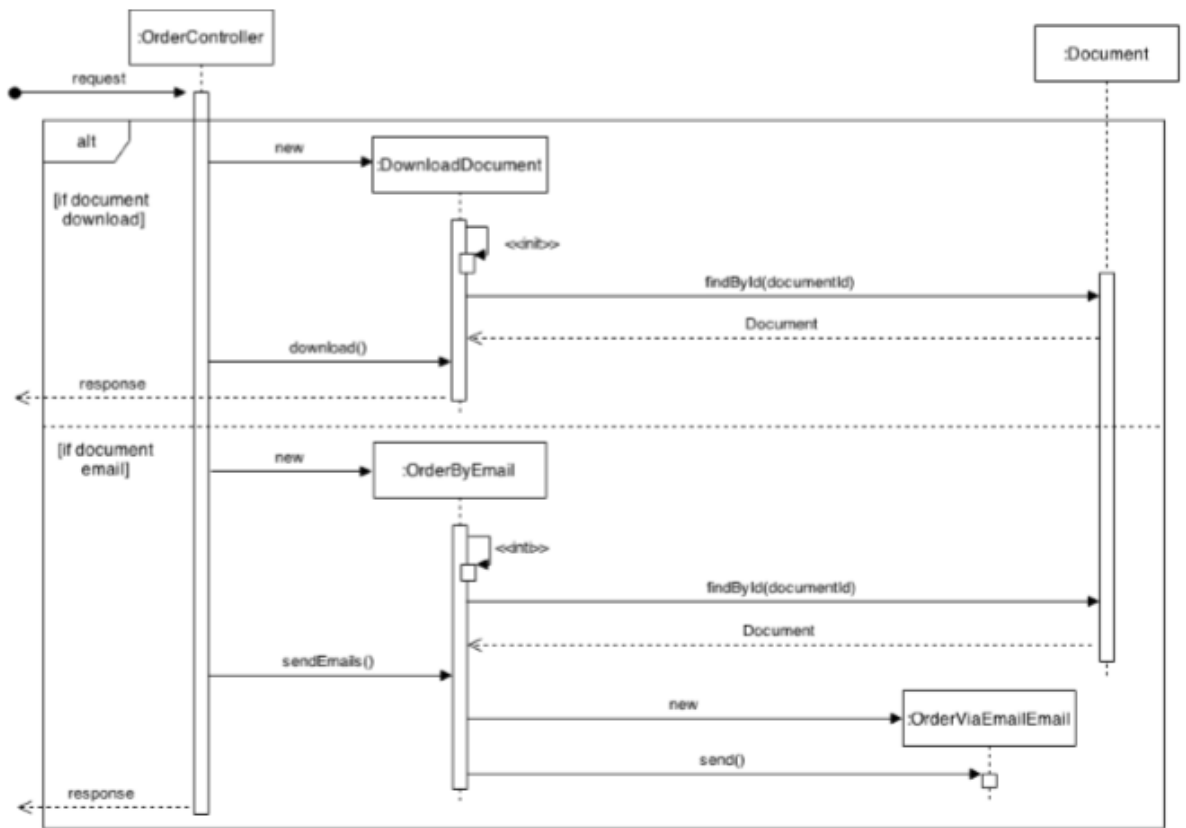 :OrderController
:Document
request
alt
new
:DownloadDocument
[if document
download]
<<init>>
findById(documentId)
Document
download()
response
[if document
email]
new
:OrderByEmail
<<inti>>
findById(documentId)
Document
sendEmails()
new
:OrderViaEmailEmail
send()
response